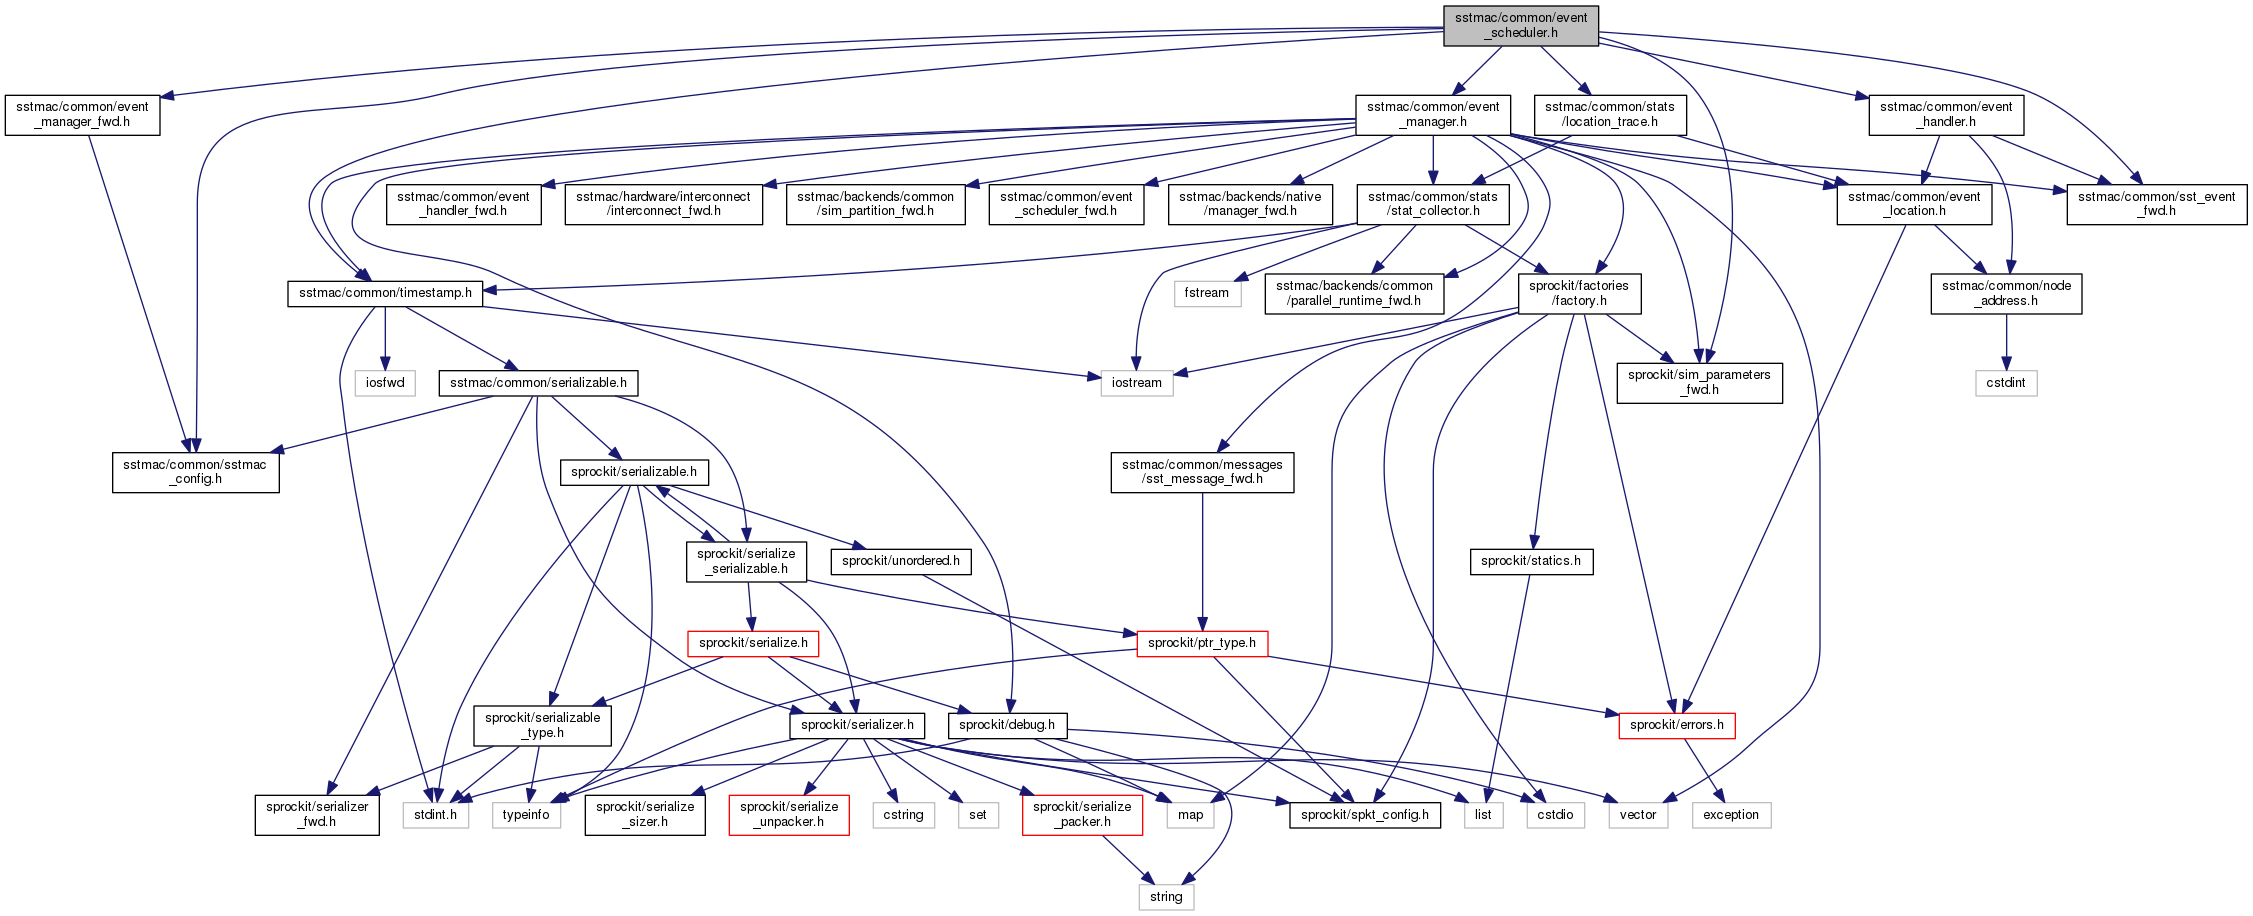 sstmac/common/event
_scheduler.h
sstmac/common/event
_manager_fwd.h
sstmac/common/event
_manager.h
sstmac/common/stats
/location_trace.h
sstmac/common/event
_handler.h
sstmac/common/event
_handler_fwd.h
sstmac/hardware/interconnect
/interconnect_fwd.h
sstmac/backends/common
/sim_partition_fwd.h
sstmac/common/event
_scheduler_fwd.h
sstmac/backends/native
/manager_fwd.h
sstmac/common/stats
/stat_collector.h
sstmac/common/event
_location.h
sstmac/common/sst_event
_fwd.h
sstmac/common/timestamp.h
fstream
sstmac/backends/common
/parallel_runtime_fwd.h
sprockit/factories
/factory.h
sstmac/common/node
_address.h
iosfwd
sstmac/common/serializable.h
iostream
sprockit/sim_parameters
_fwd.h
cstdint
sstmac/common/sstmac
_config.h
sprockit/serializable.h
sstmac/common/messages
/sst_message_fwd.h
sprockit/serialize
_serializable.h
sprockit/unordered.h
sprockit/statics.h
sprockit/serialize.h
sprockit/ptr_type.h
sprockit/serializable
_type.h
sprockit/serializer.h
sprockit/debug.h
sprockit/errors.h
sprockit/serializer
_fwd.h
stdint.h
typeinfo
sprockit/serialize
_sizer.h
sprockit/serialize
_unpacker.h
cstring
set
sprockit/serialize
_packer.h
map
sprockit/spkt_config.h
list
cstdio
vector
exception
string